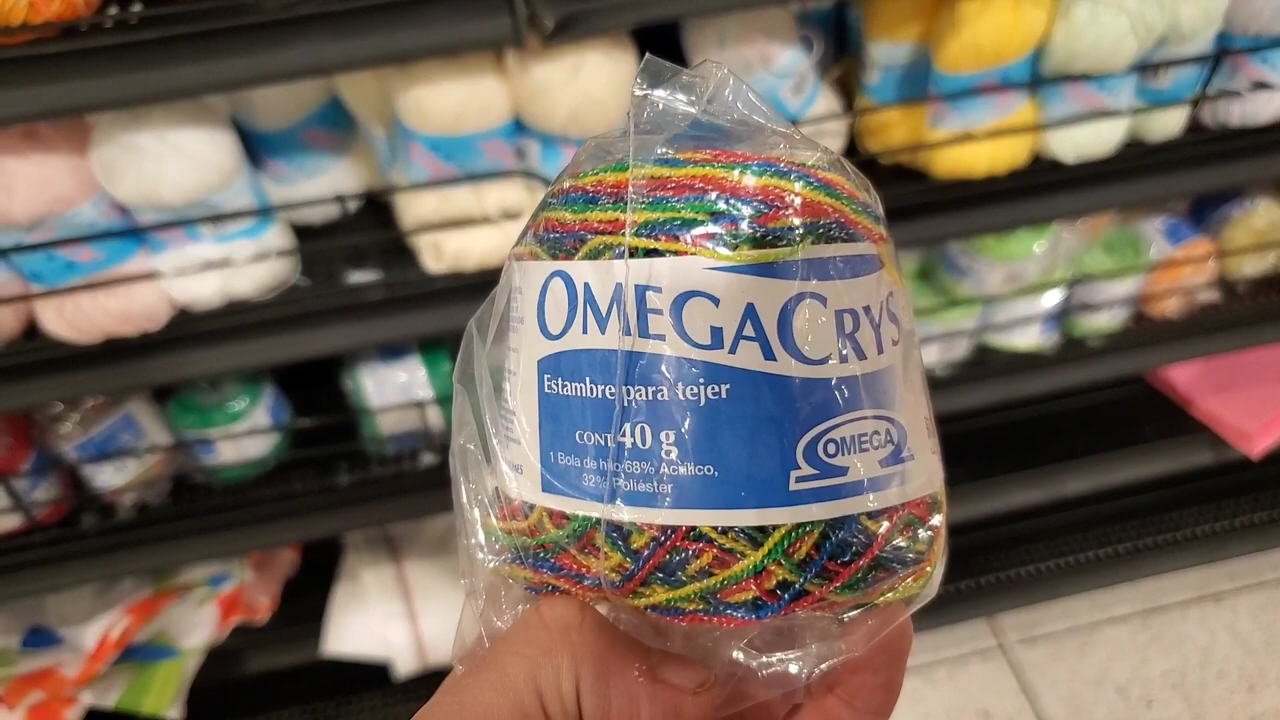 OMEGACRYS
Estambre para tejer
CONT. 40 g
1 Bola de hilo 68% Acrílico,
32% Poliéster
OMEGA